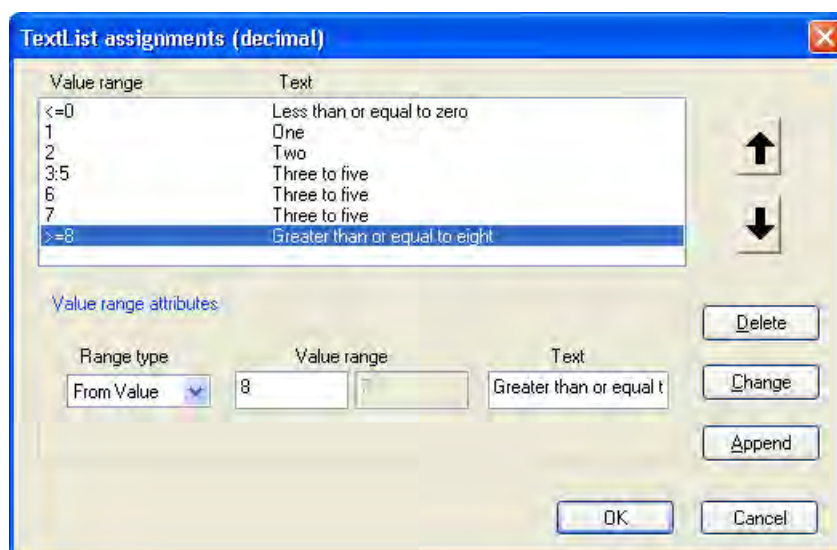 TextList assignments (decimal)
Value range Text
<=0 Less than or equal to zero
1 One
2 Two
3:5 Three to five
6 Three to five
7 Three to five
>=8 Greater than or equal to eight
Value range attributes
Delete
Range type Value range Text
From Value 8 7 Greater than or equal t
Change
Append
OK Cancel